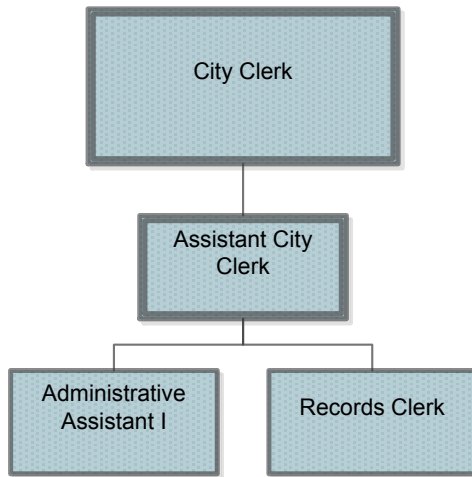 City Clerk
Assistant City
Clerk
Administrative
Assistant I
Records Clerk